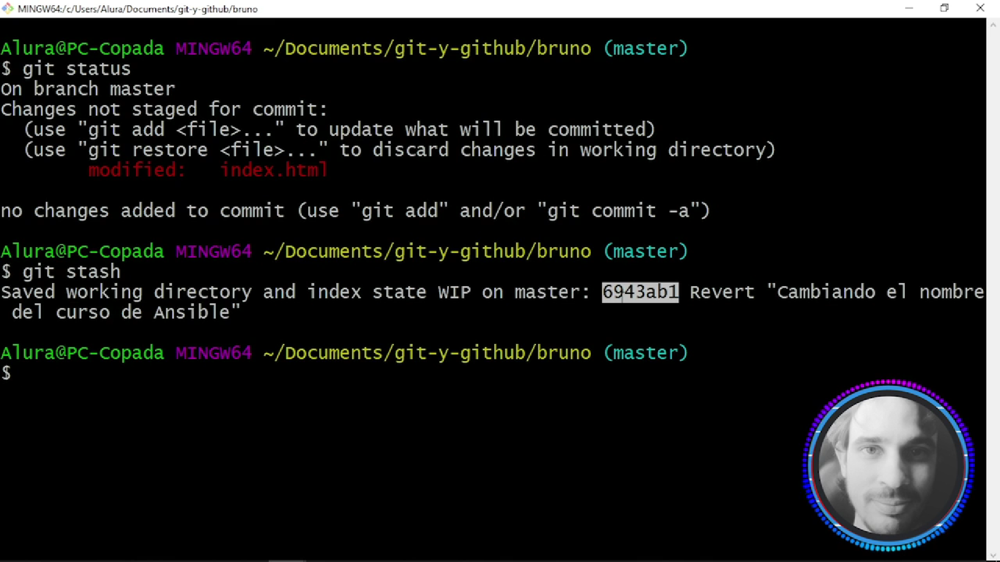 MINGW64:/c/Users/Alura/Documents/git-y-github/bruno
Alura@PC-Copada MINGW64 ~/Documents/git-y-github/bruno (master)
$ git status
On branch master
Changes not staged for commit:
  (use "git add <file>..." to update what will be committed)
  (use "git restore <file>..." to discard changes in working directory)
        modified:   index.html

no changes added to commit (use "git add" and/or "git commit -a")

Alura@PC-Copada MINGW64 ~/Documents/git-y-github/bruno (master)
$ git stash
Saved working directory and index state WIP on master: 6943ab1 Revert "Cambiando el nombre
 del curso de Ansible"

Alura@PC-Copada MINGW64 ~/Documents/git-y-github/bruno (master)
$